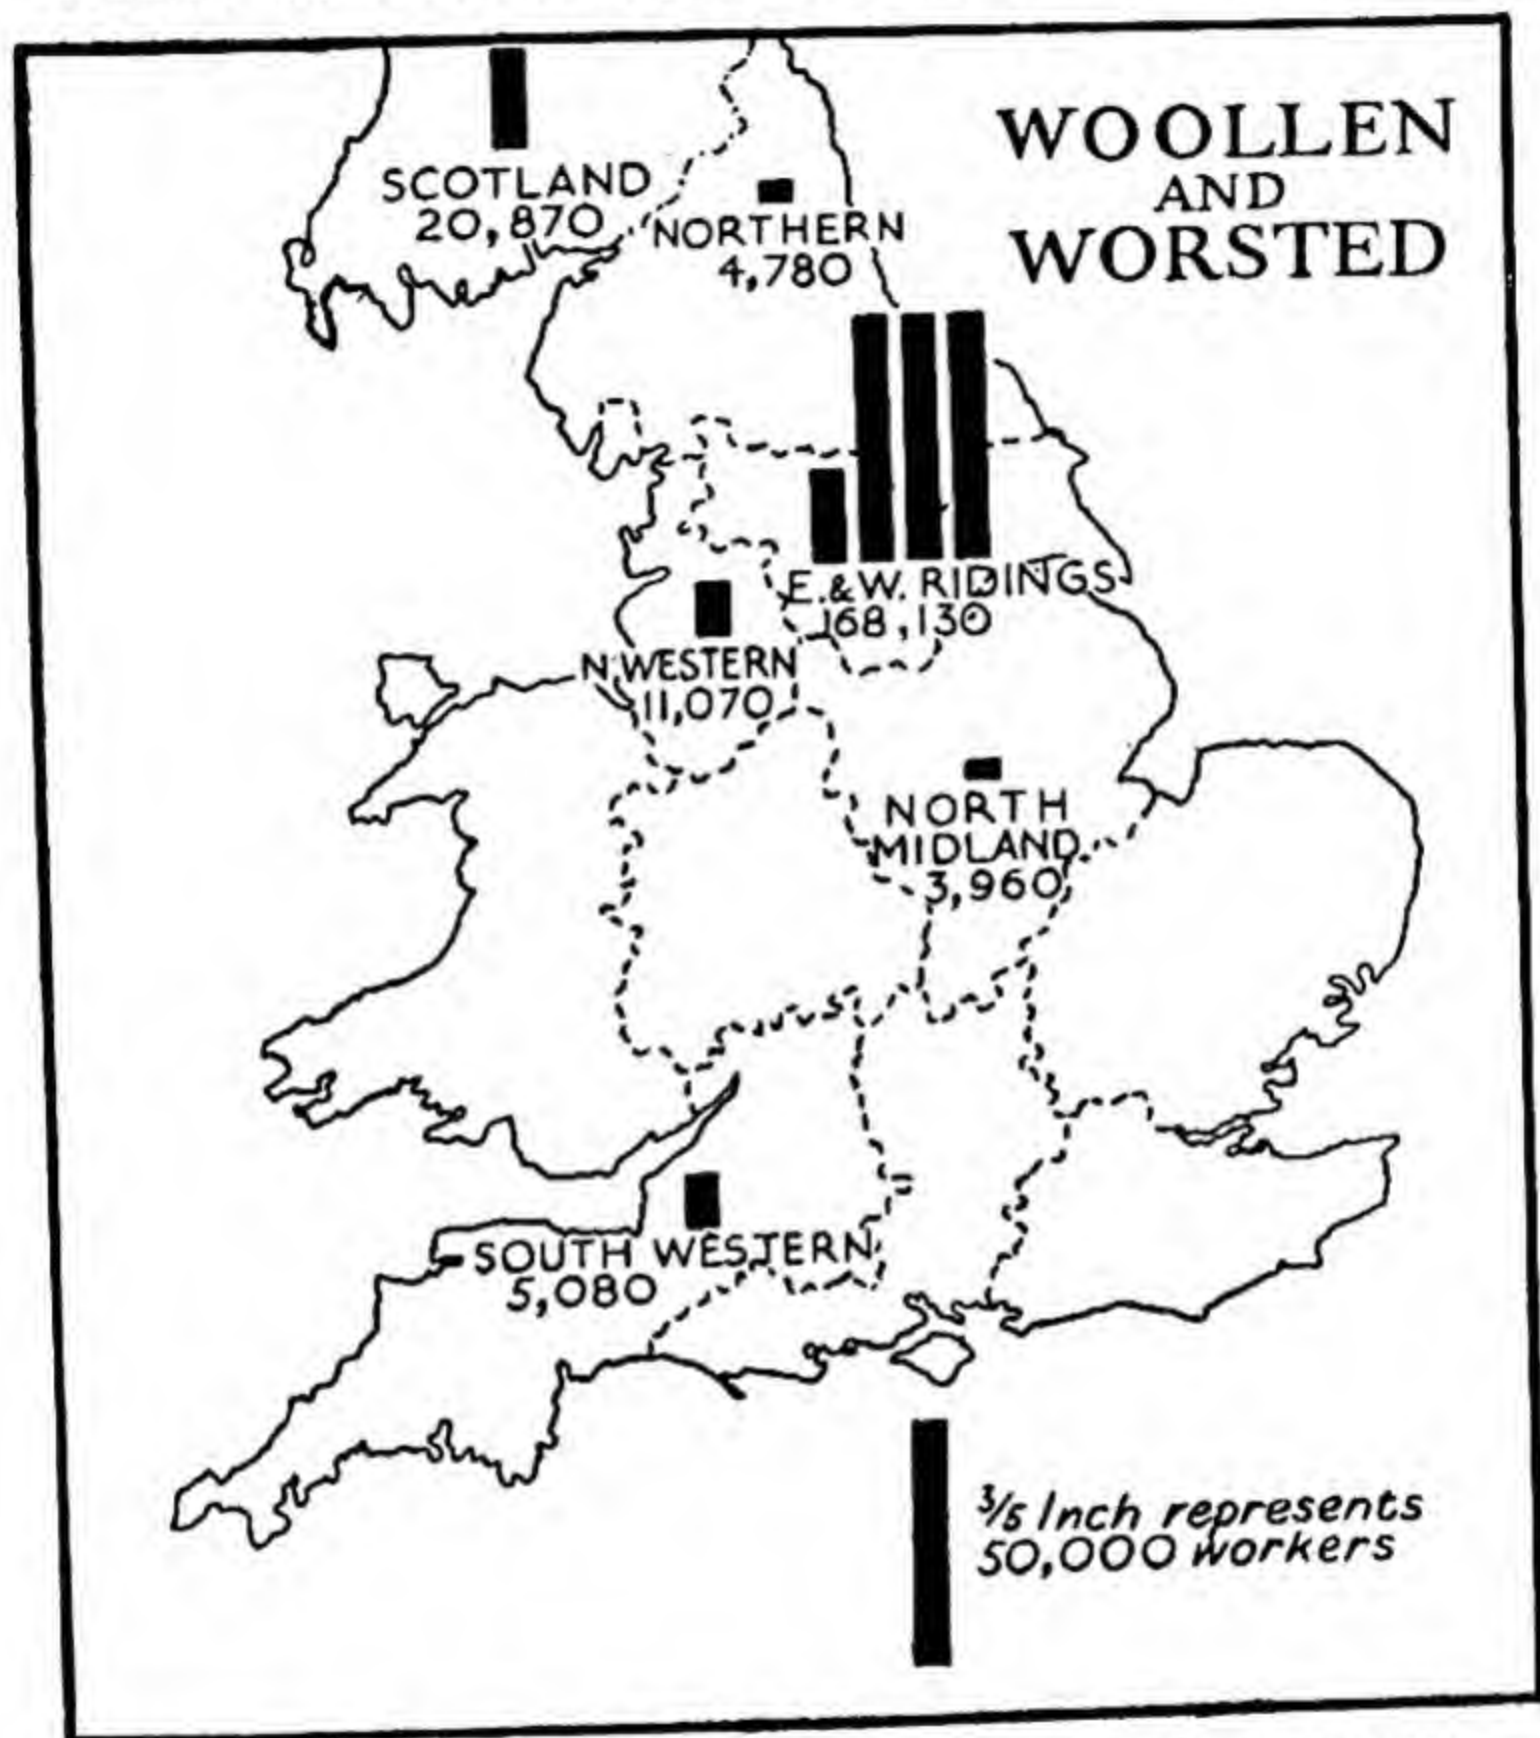 WOOLLEN
AND
WORSTED
SCOTLAND
20,870
NORTHERN
4,780
E.&W. RIDINGS
168,130
N.WESTERN
11,070
NORTH
MIDLAND
3,960
SOUTH WESTERN
5,080
3/5 Inch represents
50,000 workers